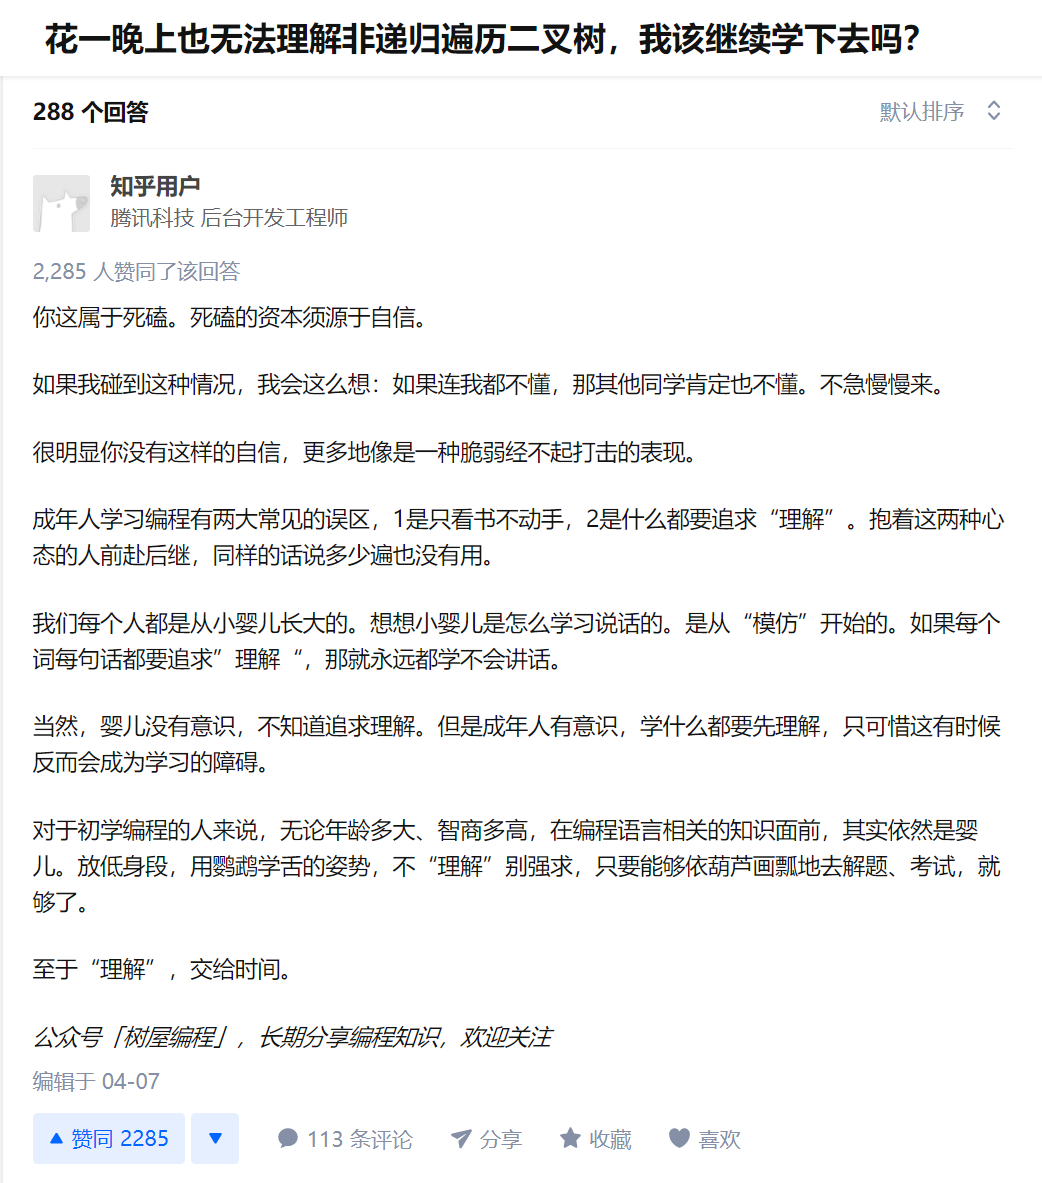 花一晚上也无法理解非递归遍历二叉树，我该继续学下去吗？
288 个回答
默认排序
知乎用户
腾讯科技 后台开发工程师
2,285 人赞同了该回答
你这属于死磕。死磕的资本须源于自信。
如果我碰到这种情况，我会这么想：如果连我都不懂，那其他同学肯定也不懂。不急慢慢来。
很明显你没有这样的自信，更多地像是一种脆弱经不起打击的表现。
成年人学习编程有两大常见的误区，1是只看书不动手，2是什么都要追求“理解”。抱着这两种心
态的人前赴后继，同样的话说多少遍也没有用。
我们每个人都是从小婴儿长大的。想想小婴儿是怎么学习说话的。是从“模仿”开始的。如果每个
词每句话都要追求”理解“，那就永远都学不会讲话。
当然，婴儿没有意识，不知道追求理解。但是成年人有意识，学什么都要先理解，只可惜这有时候
反而会成为学习的障碍。
对于初学编程的人来说，无论年龄多大、智商多高，在编程语言相关的知识面前，其实依然是婴
儿。放低身段，用鹦鹉学舌的姿势，不“理解”别强求，只要能够依葫芦画瓢地去解题、考试，就
够了。
至于“理解”，交给时间。
公众号「树屋编程」，长期分享编程知识，欢迎关注
编辑于 04-07
赞同 2285 113 条评论 分享 收藏 喜欢